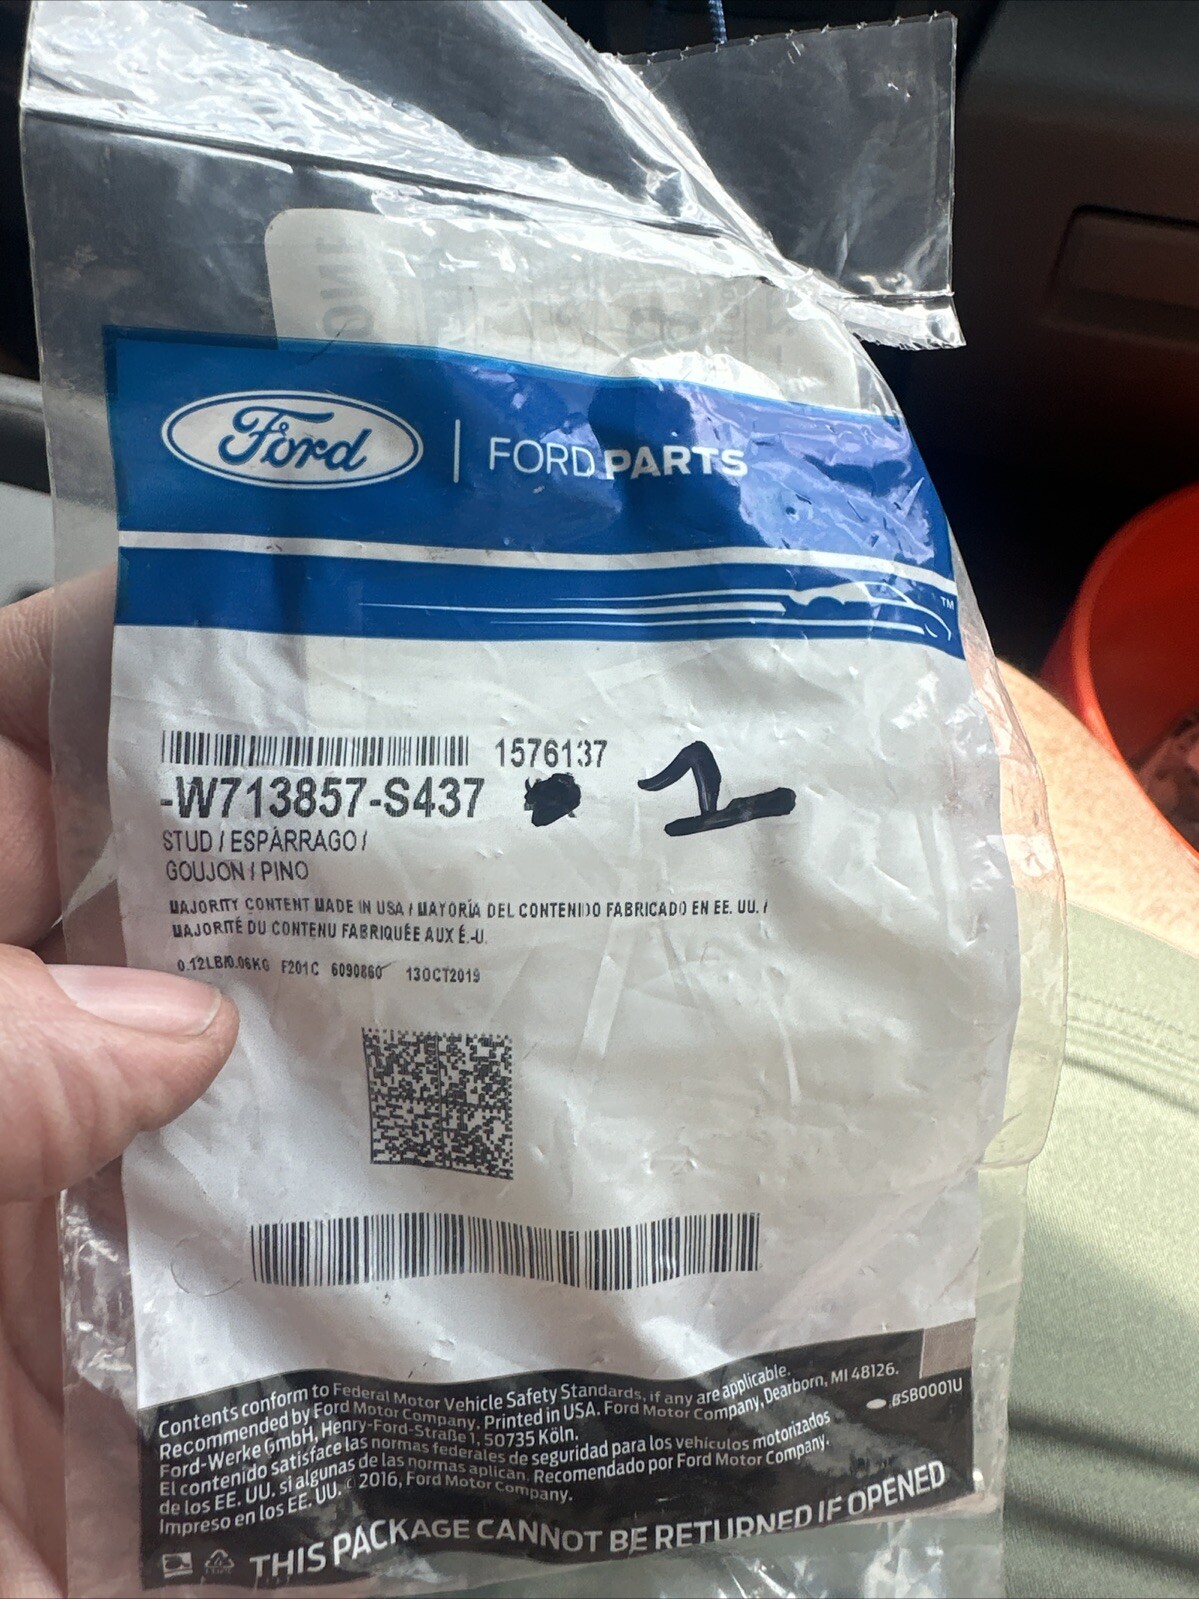 Ford | FORDPARTS
TM
1576137
-W713857-S437
1
STUD / ESPÁRRAGO /
GOUJON / PINO
MAJORITY CONTENT MADE IN USA / MAYORÍA DEL CONTENIDO FABRICADO EN EE. UU. /
MAJORITÉ DU CONTENU FABRIQUÉE AUX É.-U.
0.12LB/0.06KG F201C 6090860 13OCT2019
Contents conform to Federal Motor Vehicle Safety Standards, if any are applicable.
Recommended by Ford Motor Company. Printed in USA. Ford Motor Company, Dearborn, MI 48126.
Ford-Werke GmbH, Henry-Ford-Straße 1, 50735 Köln.
El contenido satisface las normas federales de seguridad para los vehículos motorizados
de los EE. UU. si algunas de las normas aplican. Recomendado por Ford Motor Company.
Impreso en los EE. UU. © 2016, Ford Motor Company.
BSB0001U
THIS PACKAGE CANNOT BE RETURNED IF OPENED